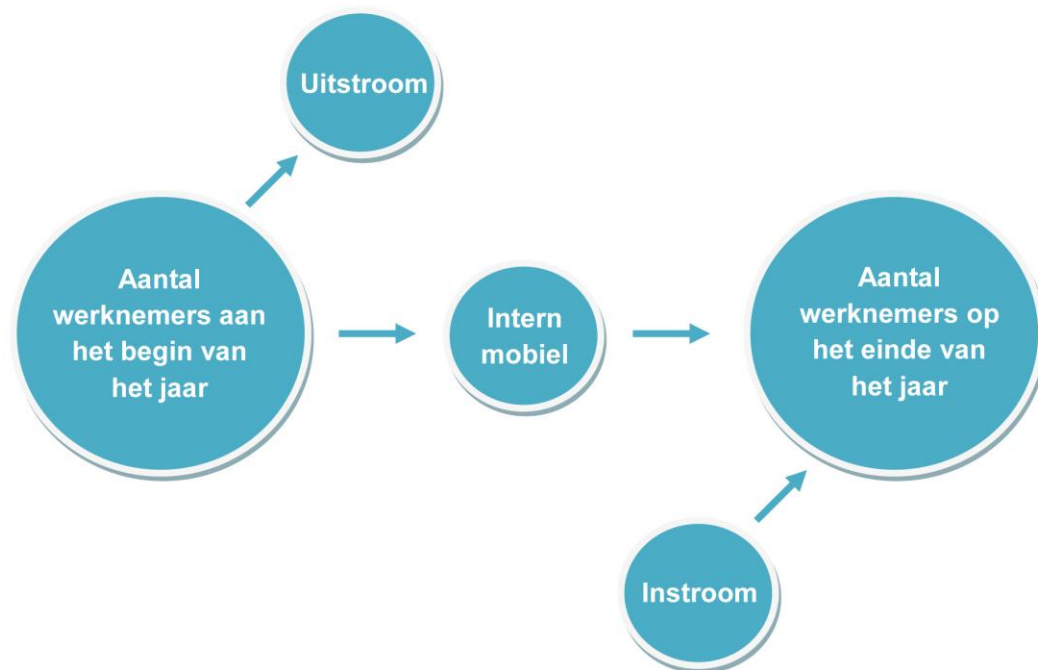 Uitstroom
Aantal
werknemers aan
het begin van
het jaar
Intern
mobiel
Aantal
werknemers op
het einde van
het jaar
Instroom